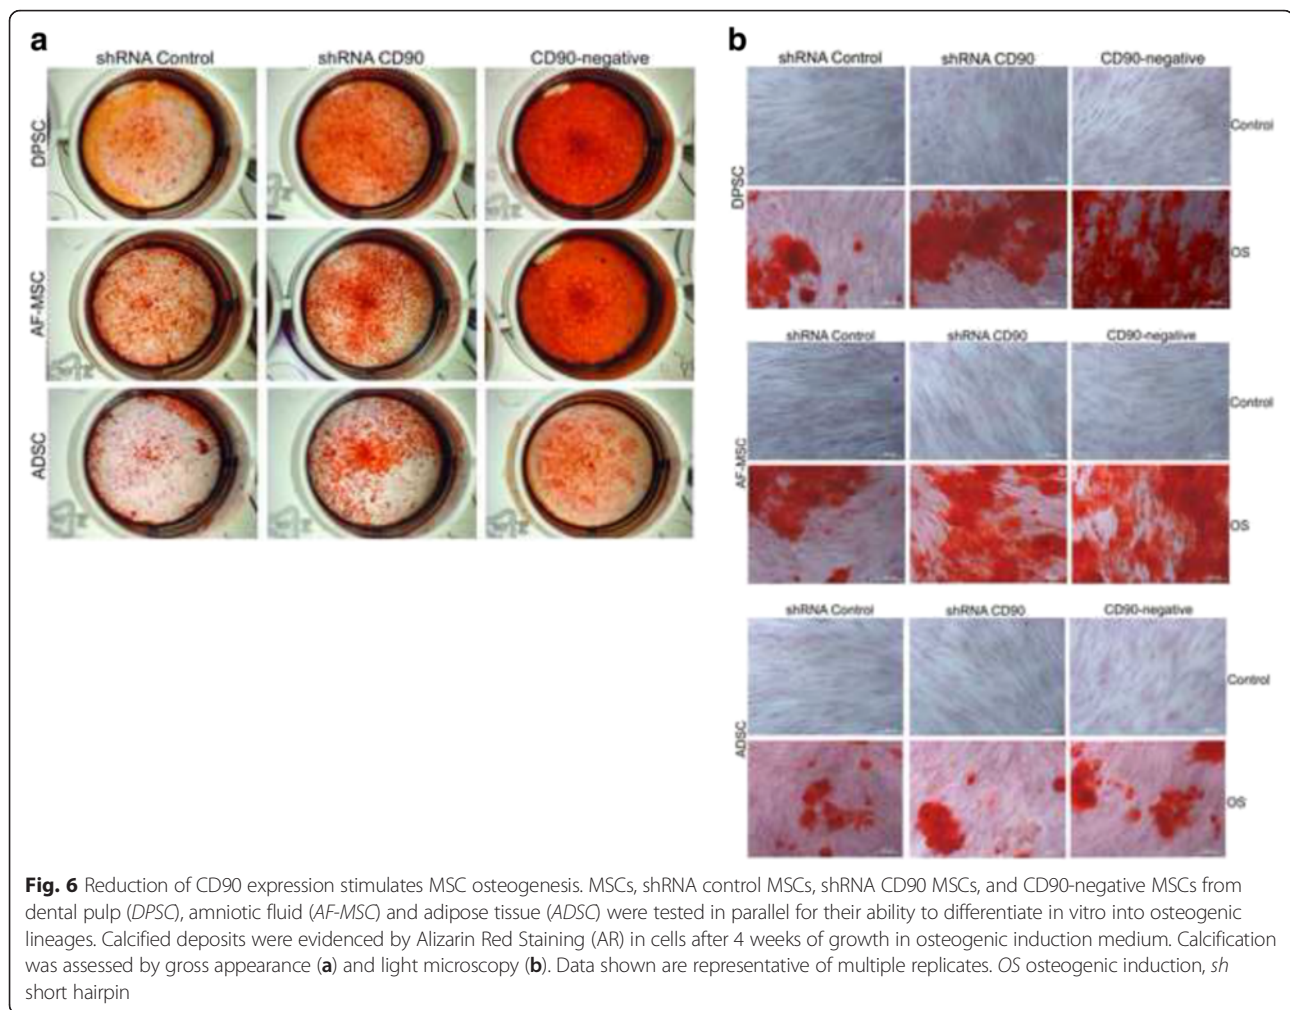 a
shRNA Control shRNA CD90 CD90-negative
DPSC
AF-MSC
ADSC
b
shRNA Control shRNA CD90 CD90-negative
DPSC
Control
OS
shRNA Control shRNA CD90 CD90-negative
AF-MSC
Control
OS
shRNA Control shRNA CD90 CD90-negative
ADSC
Control
OS
Fig. 6 Reduction of CD90 expression stimulates MSC osteogenesis. MSCs, shRNA control MSCs, shRNA CD90 MSCs, and CD90-negative MSCs from
dental pulp (DPSC), amniotic fluid (AF-MSC) and adipose tissue (ADSC) were tested in parallel for their ability to differentiate in vitro into osteogenic
lineages. Calcified deposits were evidenced by Alizarin Red Staining (AR) in cells after 4 weeks of growth in osteogenic induction medium. Calcification
was assessed by gross appearance (a) and light microscopy (b). Data shown are representative of multiple replicates. OS osteogenic induction, sh
short hairpin